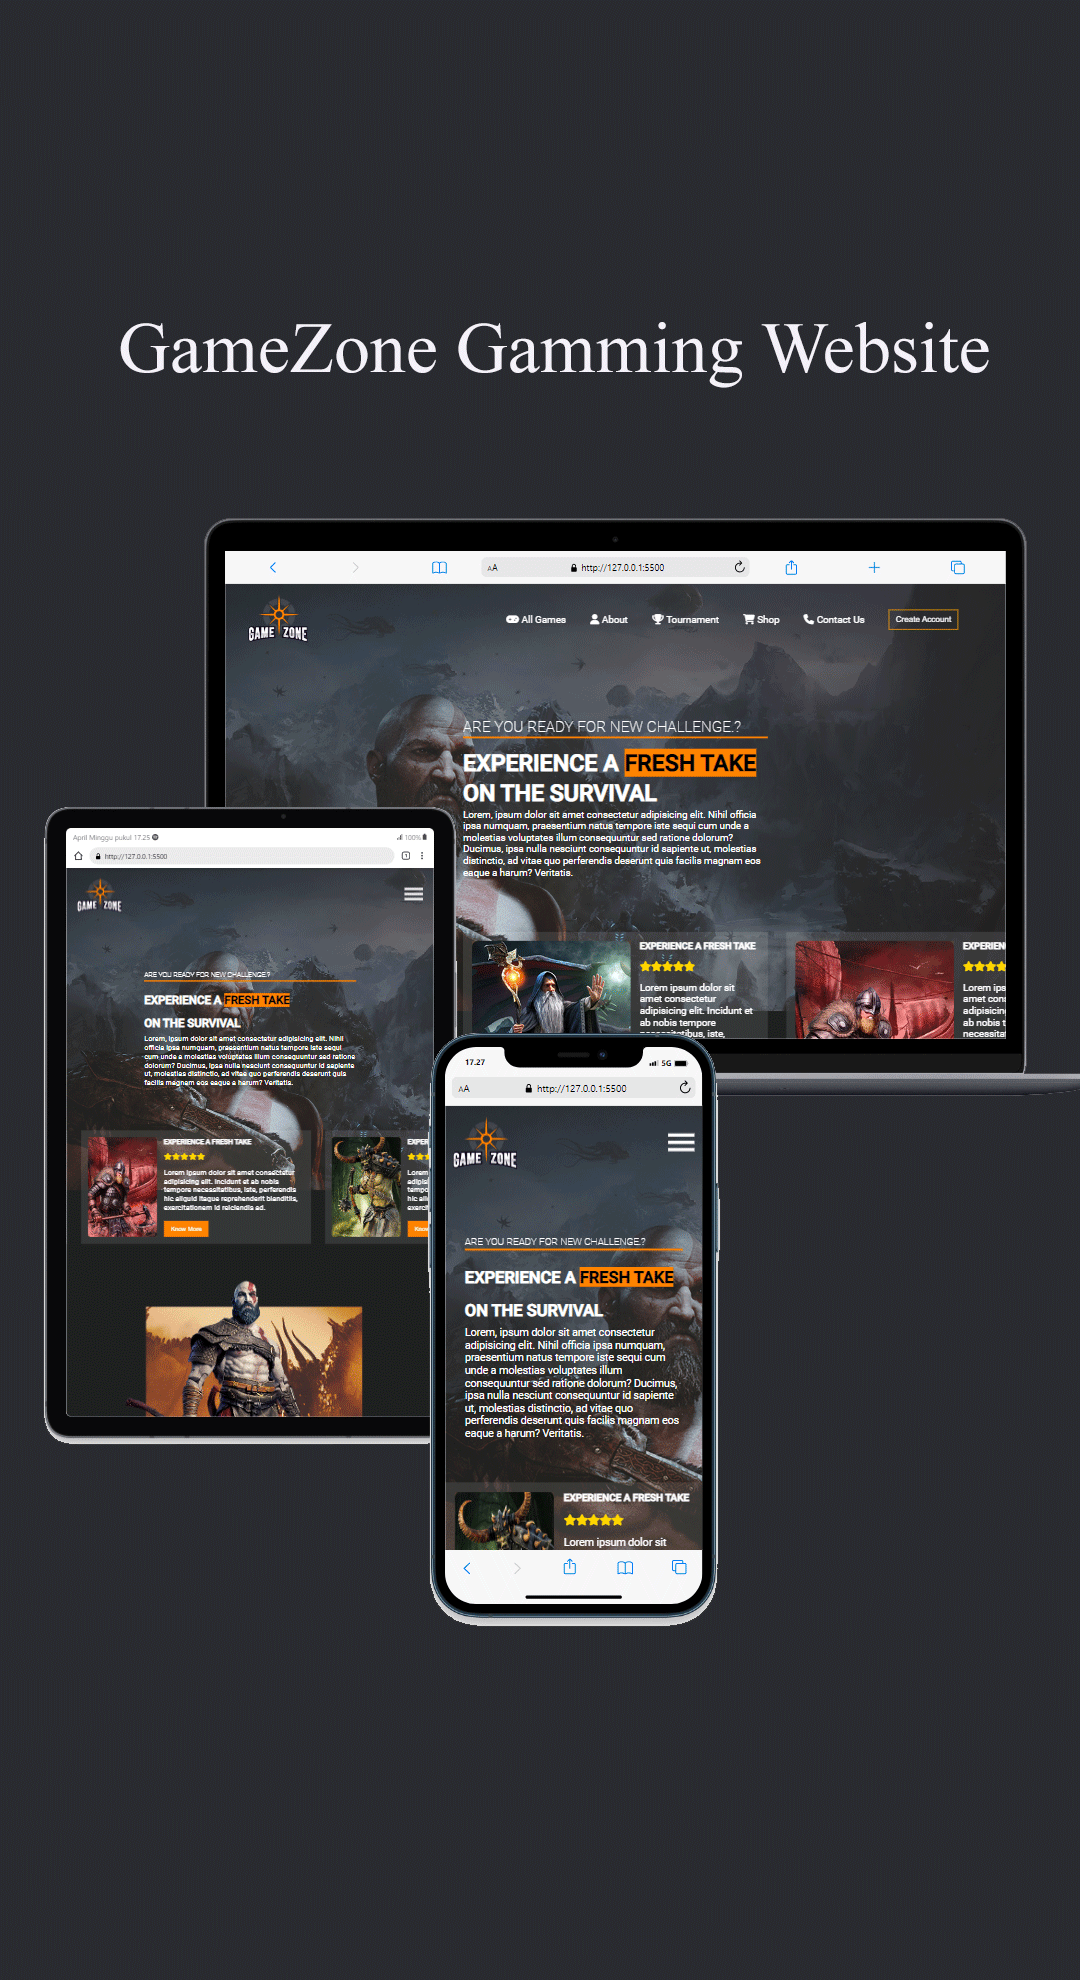 GameZone Gamming Website
AA
http://127.0.0.1:5500
GAME ZONE
All Games
About
Tournament
Shop
Contact Us
Create Account
ARE YOU READY FOR NEW CHALLENGE.?
EXPERIENCE A FRESH TAKE
ON THE SURVIVAL
Lorem, ipsum dolor sit amet consectetur adipisicing elit. Nihil officia
ipsa numquam, praesentium natus tempore iste sequi cum unde a
molestias voluptates illum consequuntur sed ratione dolorum?
Ducimus, ipsa nulla nesciunt consequuntur id sapiente ut, molestias
distinctio, ad vitae quo perferendis deserunt quis facilis magnam eos
eaque a harum? Veritatis.
EXPERIENCE A FRESH TAKE
Lorem ipsum dolor sit
amet consectetur
adipisicing elit. Incidunt et
ab nobis tempore
necessitatibus, iste,
EXPERIEN
Lorem ips
amet cons
adipisicing
ab nobis t
necessitat
April Minggu pukul 17.25
100%
http://127.0.0.1:5500
1
GAME ZONE
ARE YOU READY FOR NEW CHALLENGE.?
EXPERIENCE A FRESH TAKE
ON THE SURVIVAL
Lorem, ipsum dolor sit amet consectetur adipisicing elit. Nihil
officia ipsa numquam, praesentium natus tempore iste sequi
cum unde a molestias voluptates illum consequuntur sed ratione
dolorum? Ducimus, ipsa nulla nesciunt consequuntur id sapiente
ut, molestias distinctio, ad vitae quo perferendis deserunt quis
facilis magnam eos eaque a harum? Veritatis.
EXPERIENCE A FRESH TAKE
Lorem ipsum dolor sit amet consectetur
adipisicing elit. Incidunt et ab nobis
tempore necessitatibus, iste, perferendis
hic aliquid itaque reprehenderit blanditiis,
exercitationem id reiciendis ad.
Know More
EXPER
Lorem
adipisi
tempo
hic aliq
exercit
Know
17.27
5G
AA
http://127.0.0.1:5500
GAME ZONE
ARE YOU READY FOR NEW CHALLENGE.?
EXPERIENCE A FRESH TAKE
ON THE SURVIVAL
Lorem, ipsum dolor sit amet consectetur
adipisicing elit. Nihil officia ipsa numquam,
praesentium natus tempore iste sequi cum
unde a molestias voluptates illum
consequuntur sed ratione dolorum? Ducimus,
ipsa nulla nesciunt consequuntur id sapiente
ut, molestias distinctio, ad vitae quo
perferendis deserunt quis facilis magnam eos
eaque a harum? Veritatis.
EXPERIENCE A FRESH TAKE
Lorem ipsum dolor sit